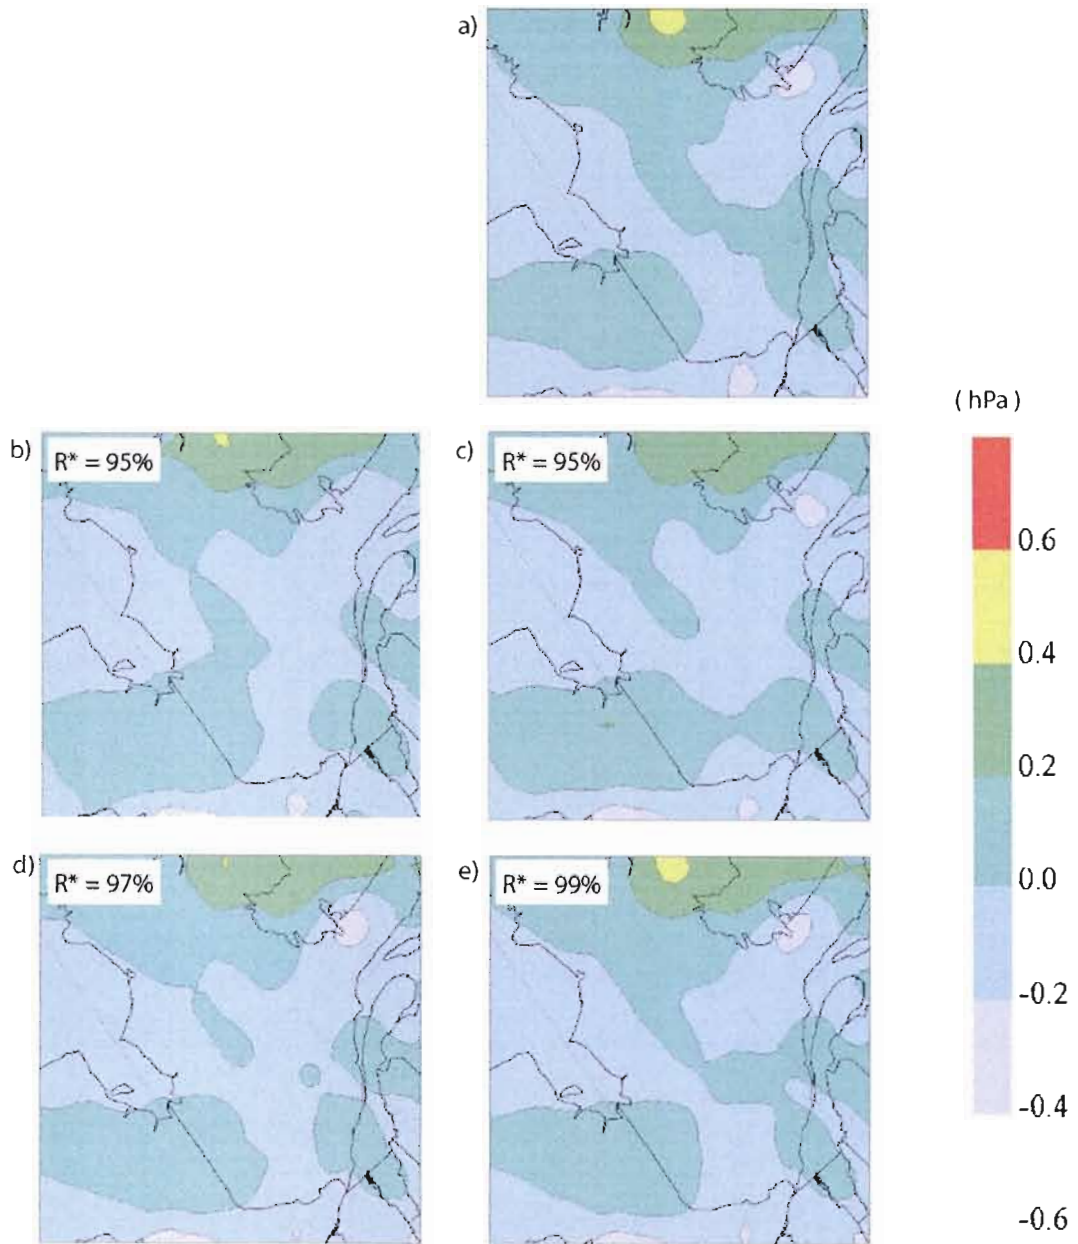 a)
( hPa )
b)
R* = 95%
c)
R* = 95%
0.6
0.4
0.2
0.0
-0.2
-0.4
-0.6
d)
R* = 97%
e)
R* = 99%